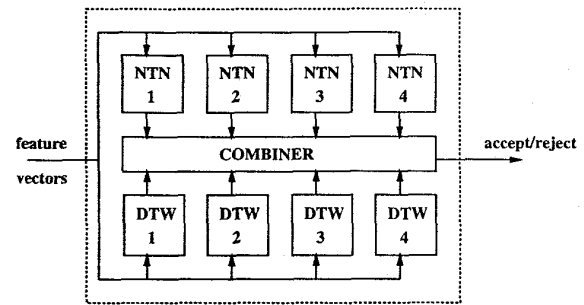 NTN
1
NTN
2
NTN
3
NTN
4
feature
vectors
COMBINER
accept/reject
DTW
1
DTW
2
DTW
3
DTW
4